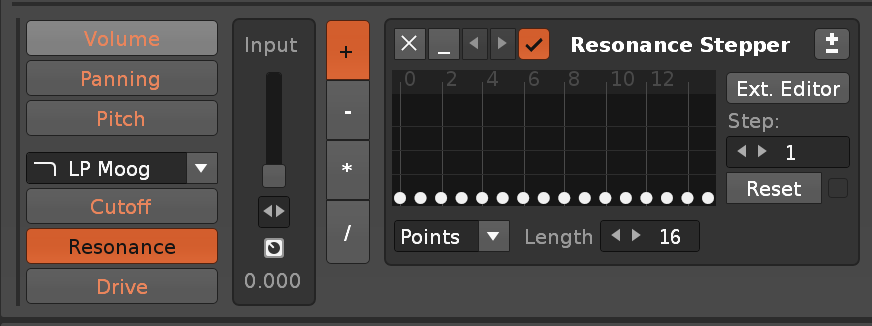 Volume
Panning
Pitch
LP Moog
Cutoff
Resonance
Drive
Input
0.000
+
-
*
/
Resonance Stepper
0 2 4 6 8 10 12
Ext. Editor
Step:
1
Reset
Points
Length
16